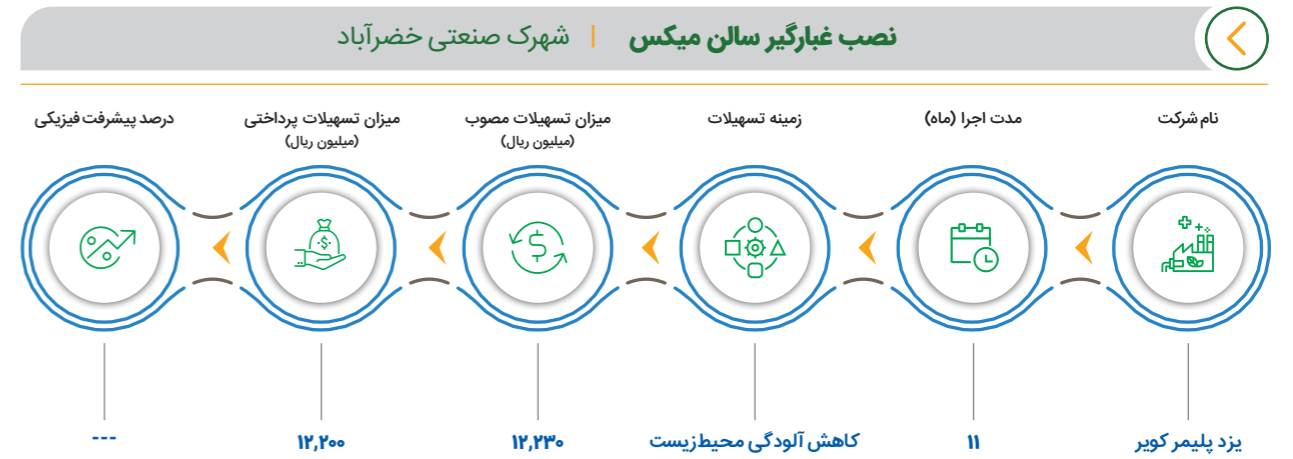 نصب غبارگیر سالن میکس | شهرک صنعتی خضرآباد
نام شرکت
مدت اجرا (ماه)
زمینه تسهیلات
میزان تسهیلات مصوب
(میلیون ریال)
میزان تسهیلات پرداختی
(میلیون ریال)
درصد پیشرفت فیزیکی
یزد پلیمر کویر
۱۱
کاهش آلودگی محیط‌زیست
۱۲,۲۳۰
۱۲,۲۰۰
---